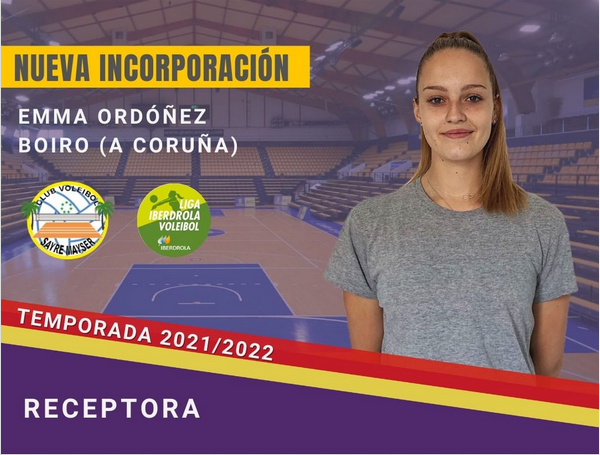 NUEVA INCORPORACIÓN
EMMA ORDÓÑEZ
BOIRO (A CORUÑA)
CLUB VOLEIBOL
SAYRE-MAYSER
LIGA
IBERDROLA
VOLEIBOL
IBERDROLA
TEMPORADA 2021/2022
RECEPTORA